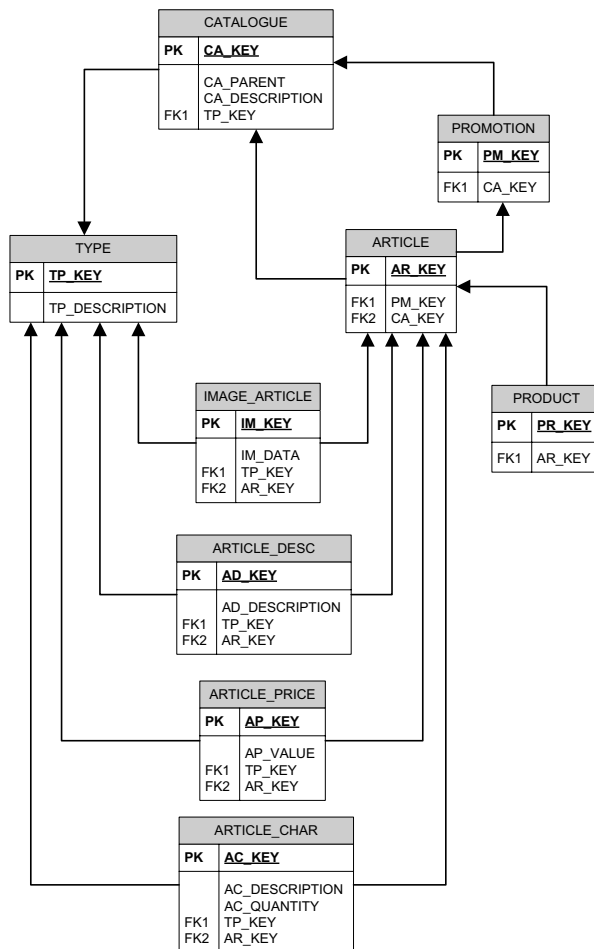 CATALOGUE
PK CA_KEY
CA_PARENT
CA_DESCRIPTION
FK1 TP_KEY
PROMOTION
PK PM_KEY
FK1 CA_KEY
TYPE
PK TP_KEY
TP_DESCRIPTION
ARTICLE
PK AR_KEY
FK1 PM_KEY
FK2 CA_KEY
IMAGE_ARTICLE
PK IM_KEY
IM_DATA
FK1 TP_KEY
FK2 AR_KEY
PRODUCT
PK PR_KEY
FK1 AR_KEY
ARTICLE_DESC
PK AD_KEY
AD_DESCRIPTION
FK1 TP_KEY
FK2 AR_KEY
ARTICLE_PRICE
PK AP_KEY
AP_VALUE
FK1 TP_KEY
FK2 AR_KEY
ARTICLE_CHAR
PK AC_KEY
AC_DESCRIPTION
AC_QUANTITY
FK1 TP_KEY
FK2 AR_KEY